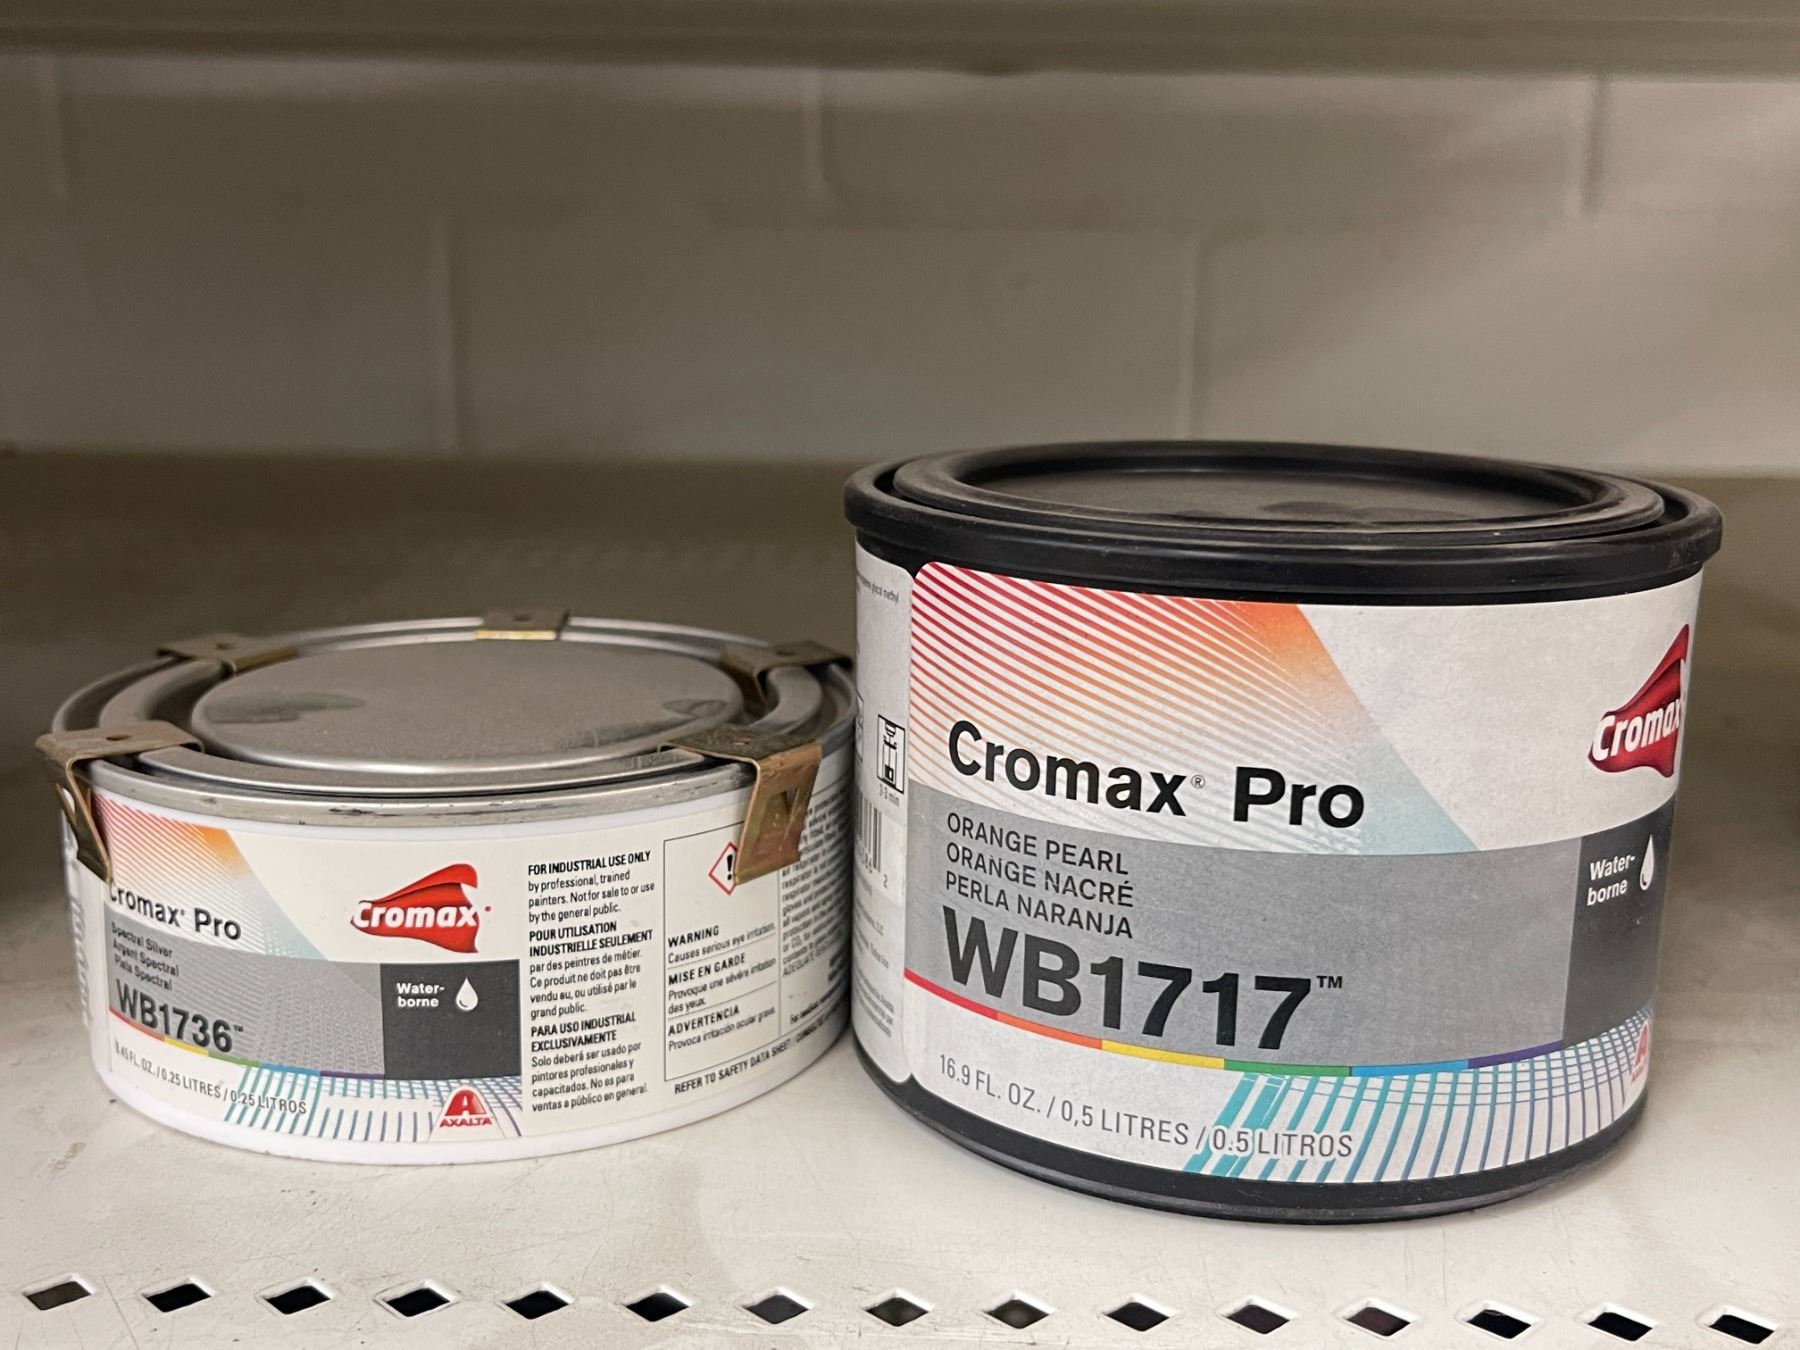 Cromax® Pro
Spectral Silver
Argent Spectral
Plata Spectral
WB1736™
8.45 FL. OZ. / 0.25 LITRES / 0.25 LITROS
Cromax
Water-
borne
AXALTA
FOR INDUSTRIAL USE ONLY
by professional, trained
painters. Not for sale to or use
by the general public.
POUR UTILISATION
INDUSTRIELLE SEULEMENT
par des peintres de métier.
Ce produit ne doit pas être
vendu au, ou utilisé par le
grand public.
PARA USO INDUSTRIAL
EXCLUSIVAMENTE
Solo deberá ser usado por
pintores profesionales y
capacitados. No es para
ventas a público en general.
WARNING
Causes serious eye irritation.
MISE EN GARDE
Provoque une sévère irritation
des yeux.
ADVERTENCIA
Provoca irritación ocular grave.
REFER TO SAFETY DATA SHEET
2-3 min
Cromax® Pro
ORANGE PEARL
ORANGE NACRÉ
PERLA NARANJA
WB1717™
16.9 FL. OZ. / 0,5 LITRES / 0.5 LITROS
Cromax
Water-
borne